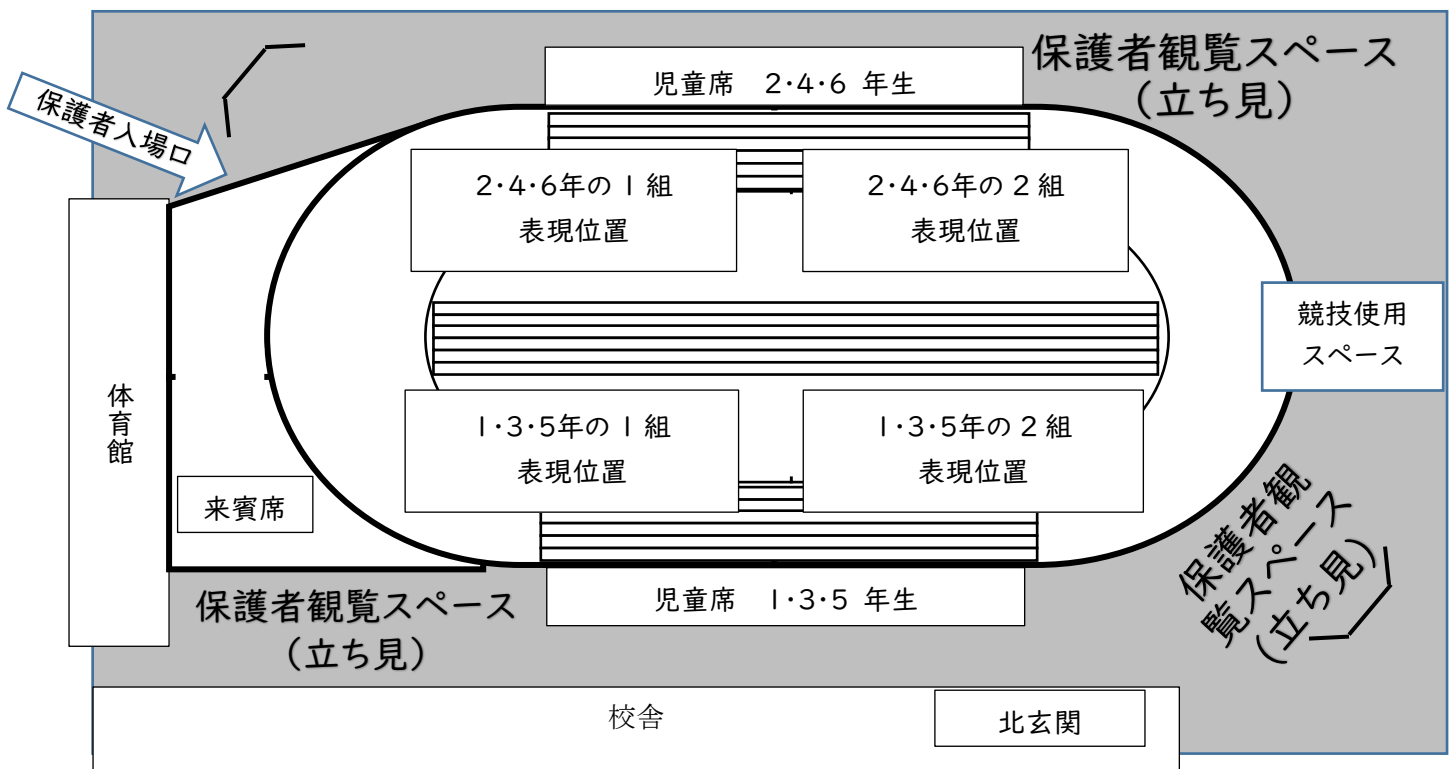 保護者観覧スペース
（立ち見）
児童席　2・4・6 年生
保護者入場口
2・4・6年の１組
表現位置
2・4・6年の２組
表現位置
競技使用
スペース
体育館
1・3・5年の１組
表現位置
1・3・5年の２組
表現位置
来賓席
保護者観
覧スペース
（立ち見）
保護者観覧スペース
（立ち見）
児童席　1・3・5 年生
校舎
北玄関